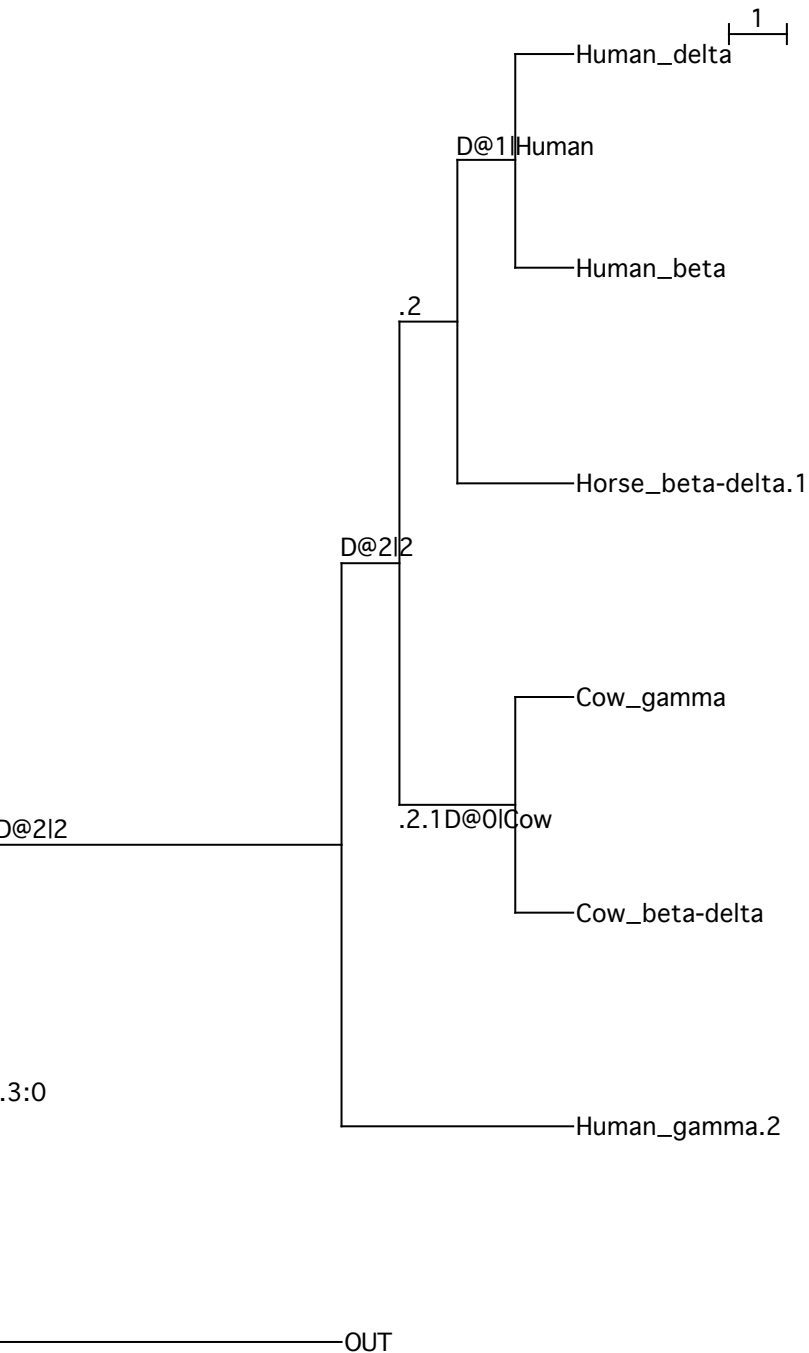 1
Human_delta
D@1|Human
Human_beta
.2
Horse_beta-delta.1
D@2|2
Cow_gamma
.2.1D@0|Cow
D@2|2
Cow_beta-delta
.3:0
Human_gamma.2
OUT